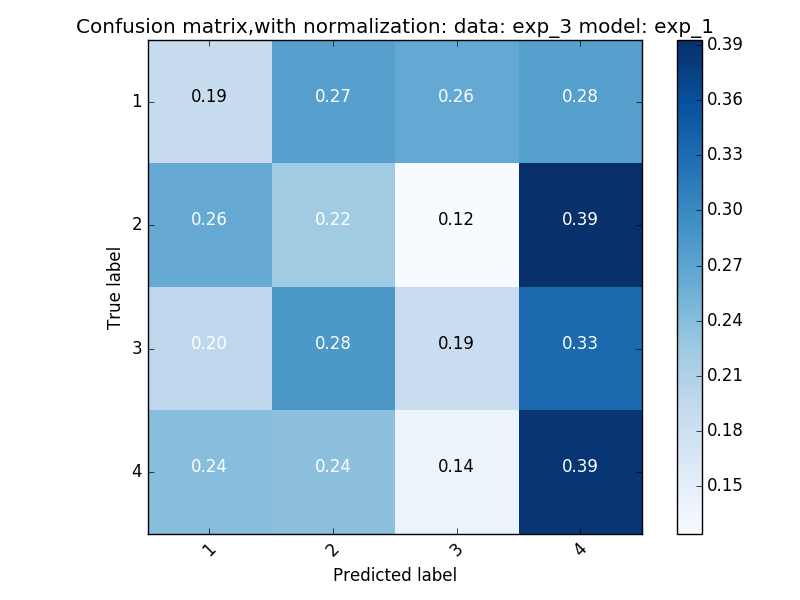 Confusion matrix,with normalization: data: exp_3 model: exp_1
0.39
1 0.19 0.27 0.26 0.28
0.36
0.33
2 0.26 0.22 0.12 0.39
0.30
0.27
True label
0.24
3 0.20 0.28 0.19 0.33
0.21
0.18
4 0.24 0.24 0.14 0.39
0.15
1 2 3 4
Predicted label